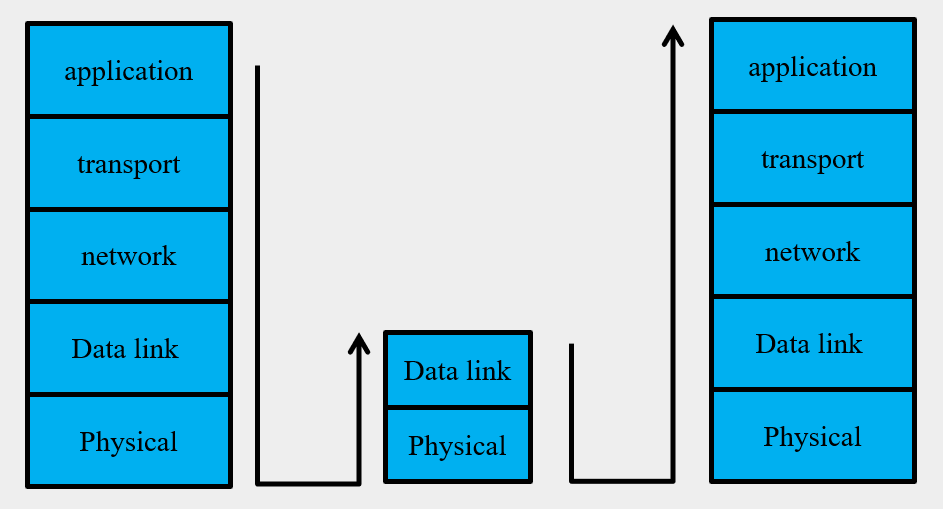 application
transport
network
Data link
Physical
Data link
Physical
application
transport
network
Data link
Physical